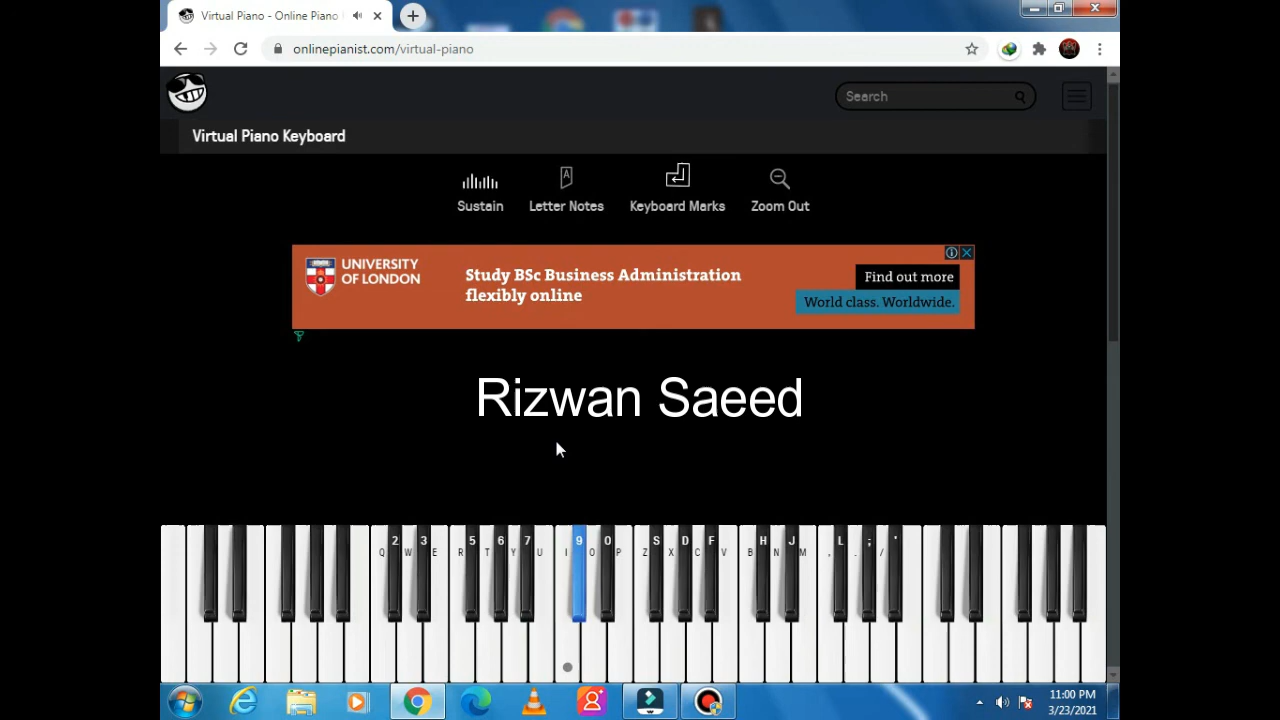 Virtual Piano - Online Piano
onlinepianist.com/virtual-piano
Search
Virtual Piano Keyboard
A
Sustain
Letter Notes
Keyboard Marks
Zoom Out
UNIVERSITY
OF LONDON
Study BSc Business Administration
flexibly online
Find out more
World class. Worldwide.
Rizwan Saeed
2 3 5 6 7 9 0 S D F H J L ; '
Q W E R T Y U I O P Z X C V B N M , . /
11:00 PM
3/23/2021